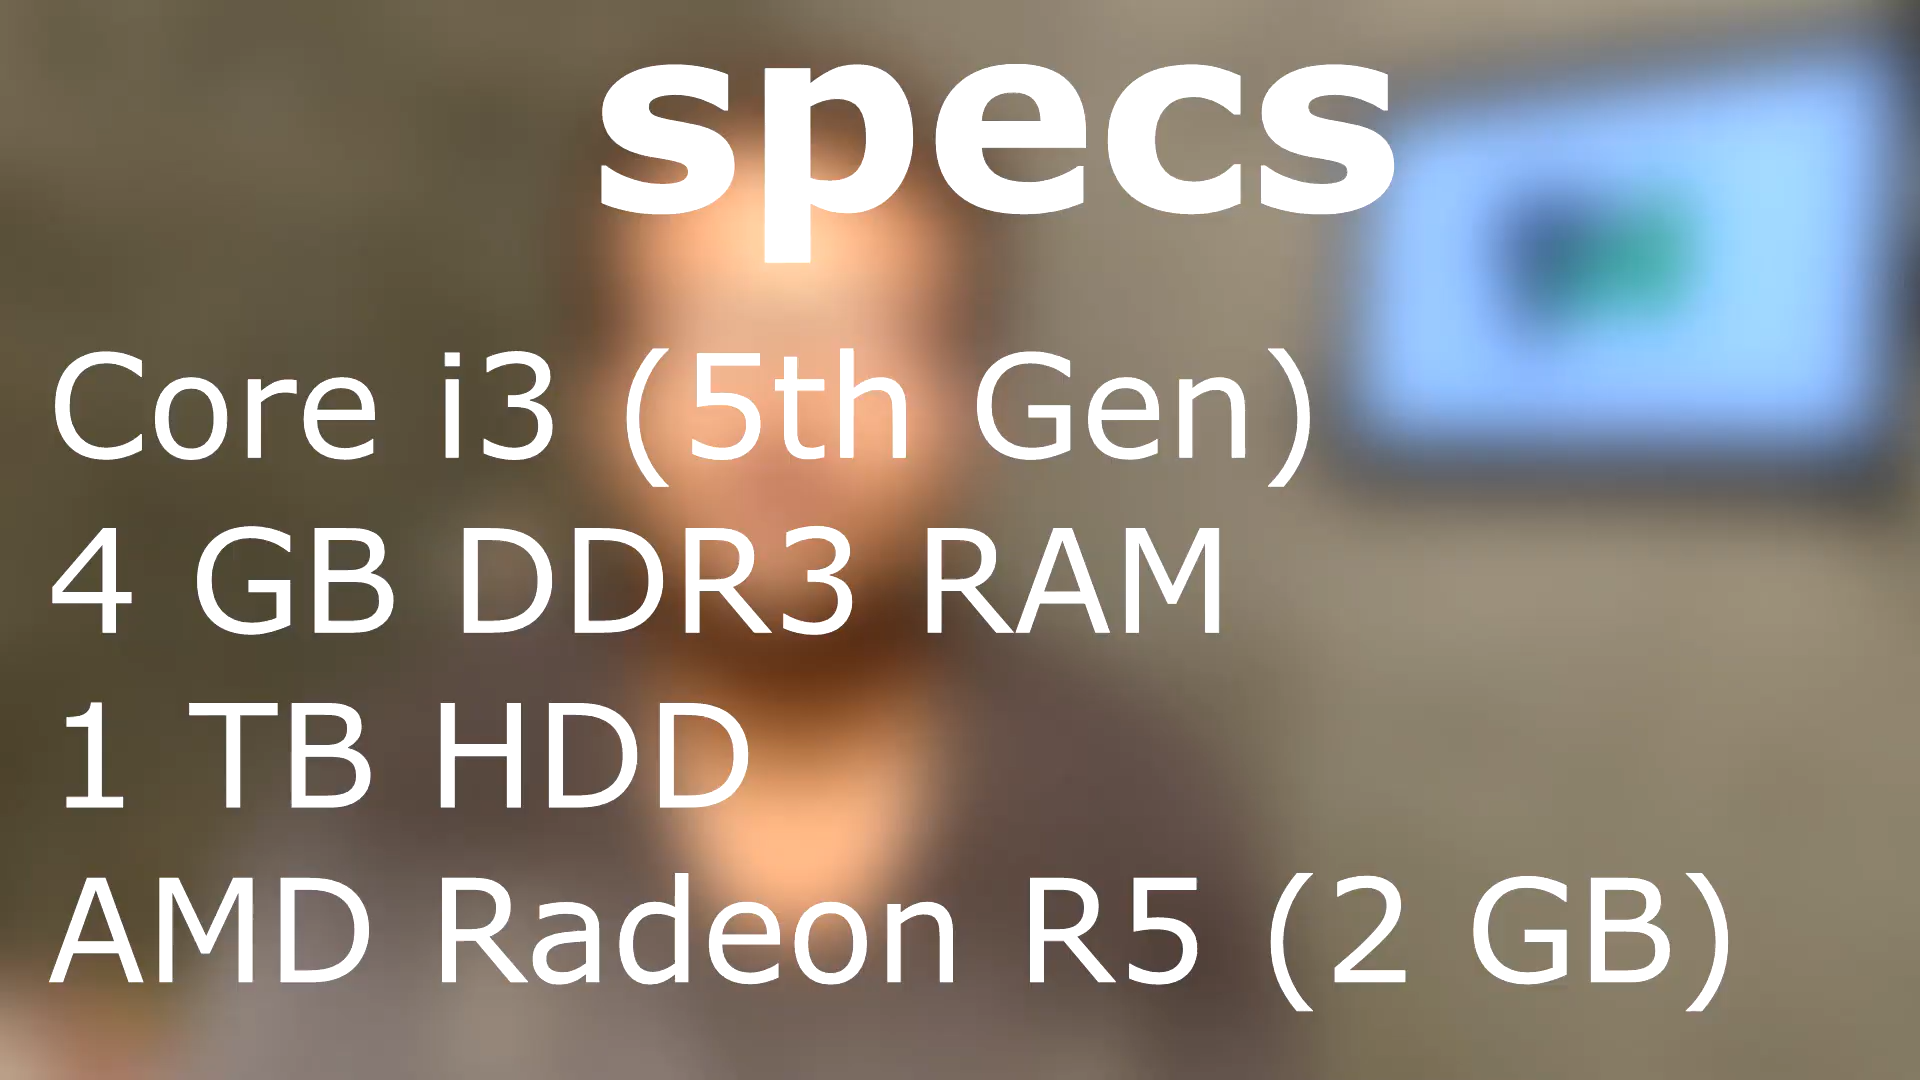 specs
Core i3 (5th Gen)
4 GB DDR3 RAM
1 TB HDD
AMD Radeon R5 (2 GB)